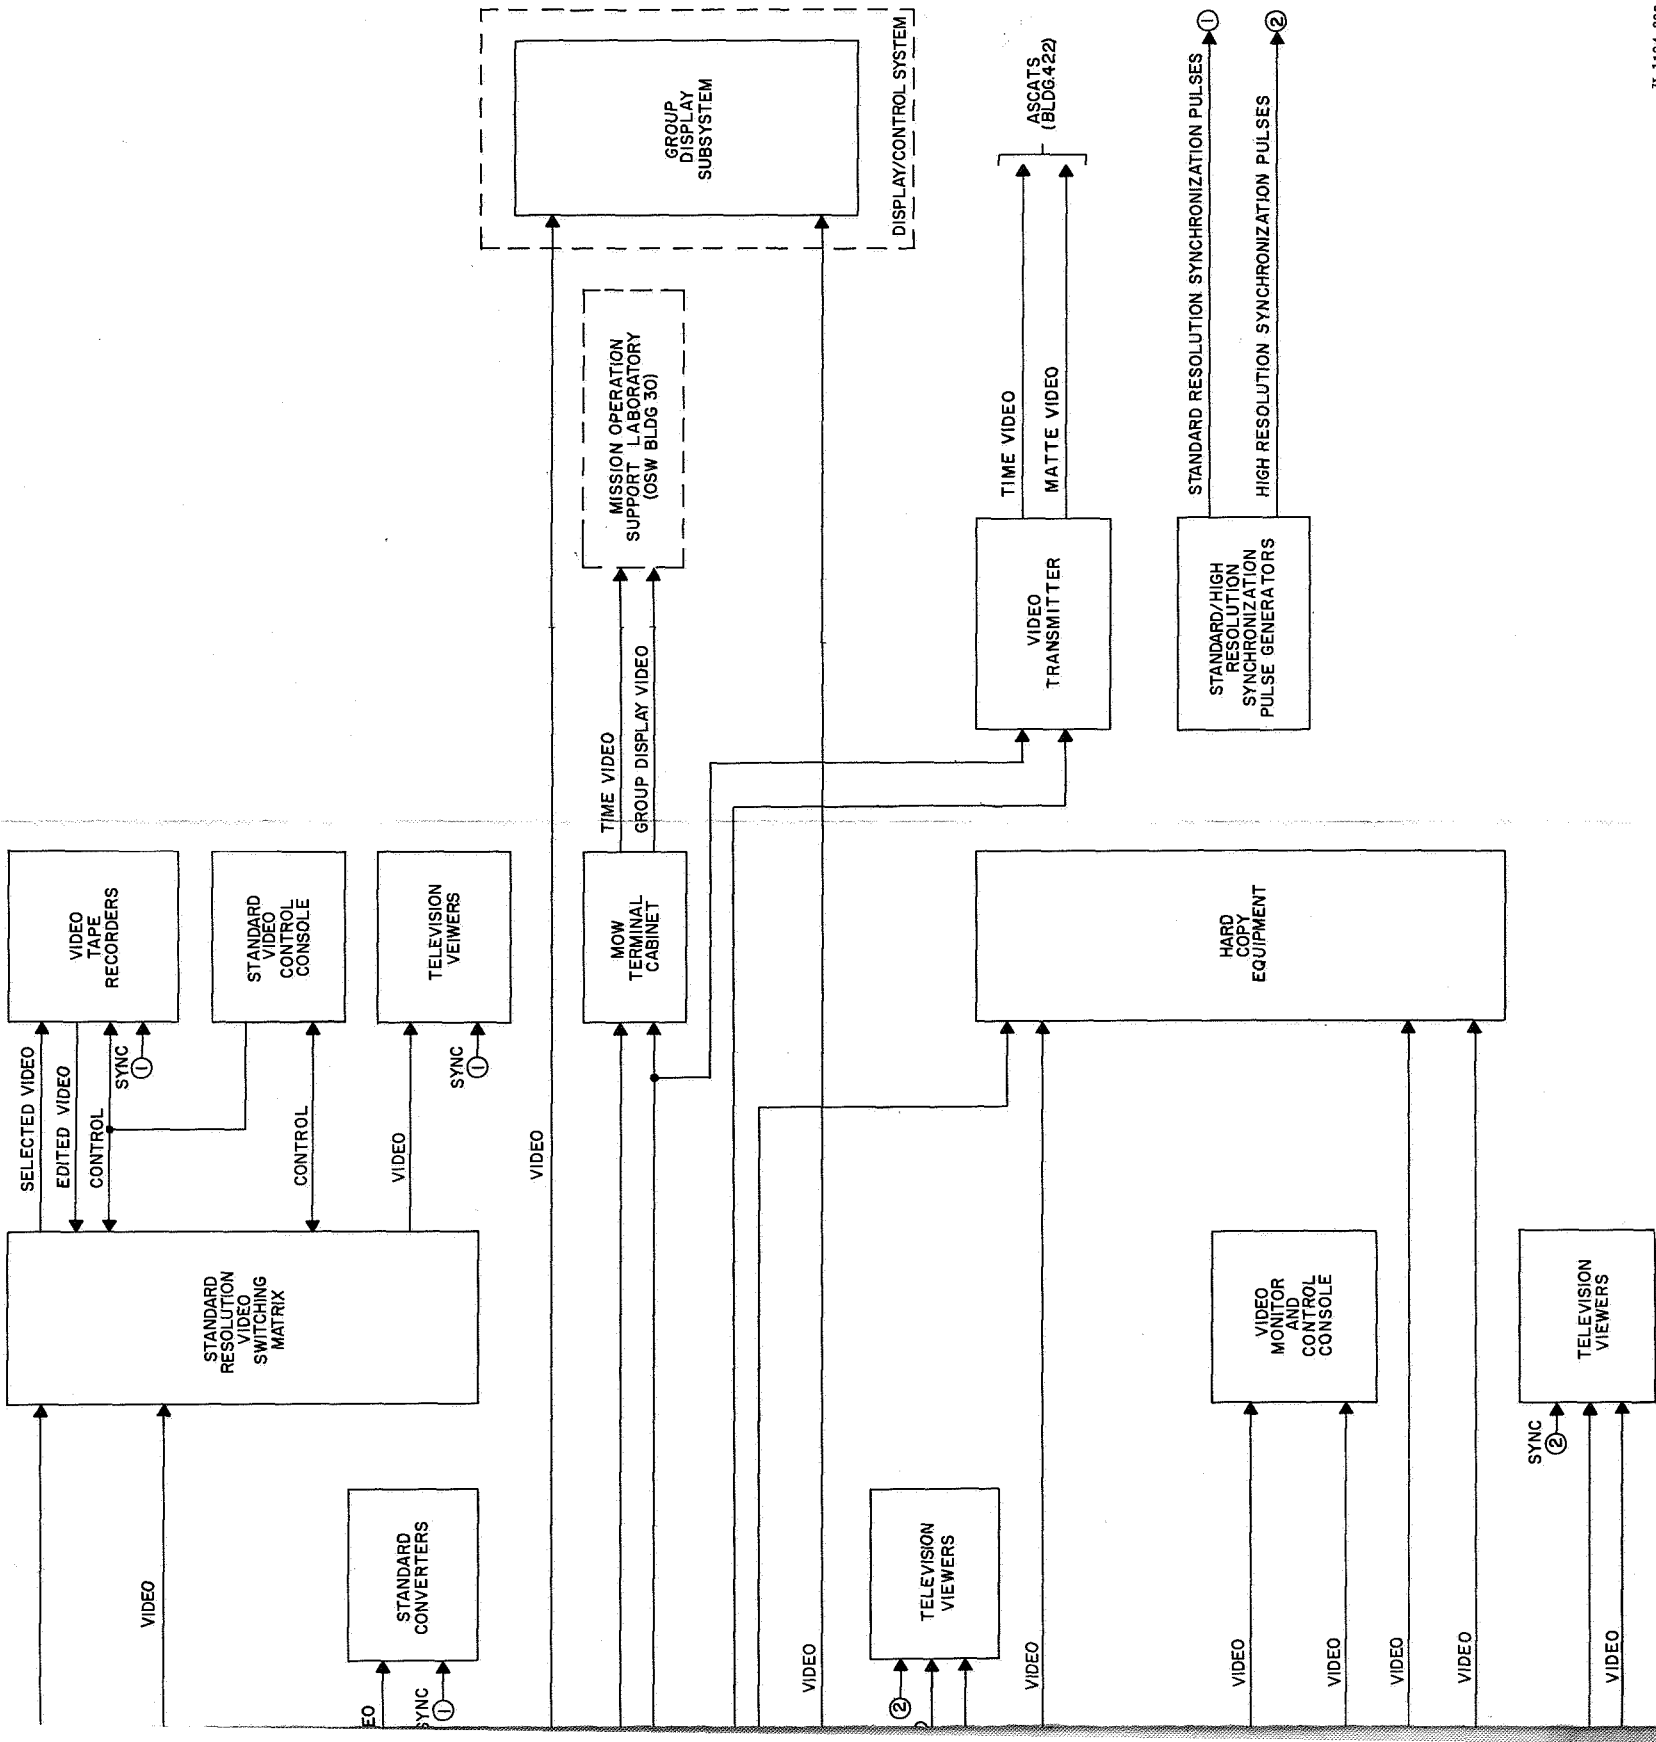 VIDEO
TAPE
RECORDERS
SELECTED VIDEO
EDITED VIDEO
CONTROL
SYNC
1
STANDARD
VIDEO
CONTROL
CONSOLE
CONTROL
TELEVISION
VEIWERS
VIDEO
SYNC
1
STANDARD
RESOLUTION
VIDEO
SWITCHING
MATRIX
VIDEO
STANDARD
CONVERTERS
EO
SYNC
1
VIDEO
GROUP
DISPLAY
SUBSYSTEM
DISPLAY/CONTROL SYSTEM
MISSION OPERATION
SUPPORT LABORATORY
(OSW BLDG 30)
TIME VIDEO
GROUP DISPLAY VIDEO
MOW
TERMINAL
CABINET
VIDEO
ASCATS
(BLDG.422)
TIME VIDEO
MATTE VIDEO
VIDEO
TRANSMITTER
STANDARD RESOLUTION SYNCHRONIZATION PULSES
1
HIGH RESOLUTION SYNCHRONIZATION PULSES
2
STANDARD/HIGH
RESOLUTION
SYNCHRONIZATION
PULSE GENERATORS
HARD
COPY
EQUIPMENT
TELEVISION
VIEWERS
2
VIDEO
VIDEO
MONITOR
AND
CONTROL
CONSOLE
VIDEO
VIDEO
VIDEO
VIDEO
TELEVISION
VIEWERS
SYNC
2
VIDEO